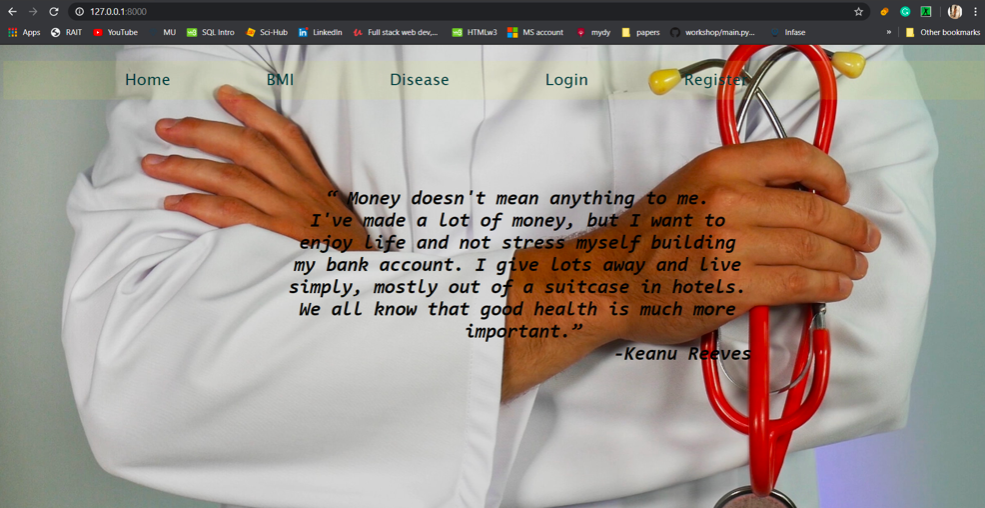 127.0.0.1:8000
Apps RAIT YouTube MU SQL Intro Sci-Hub LinkedIn Full stack web dev,... HTMLw3 MS account mydy papers workshop/main.py... Infase » Other bookmarks
Home BMI Disease Login Register
“ Money doesn't mean anything to me.
I've made a lot of money, but I want to
enjoy life and not stress myself building
my bank account. I give lots away and live
simply, mostly out of a suitcase in hotels.
We all know that good health is much more
important.”
-Keanu Reeves